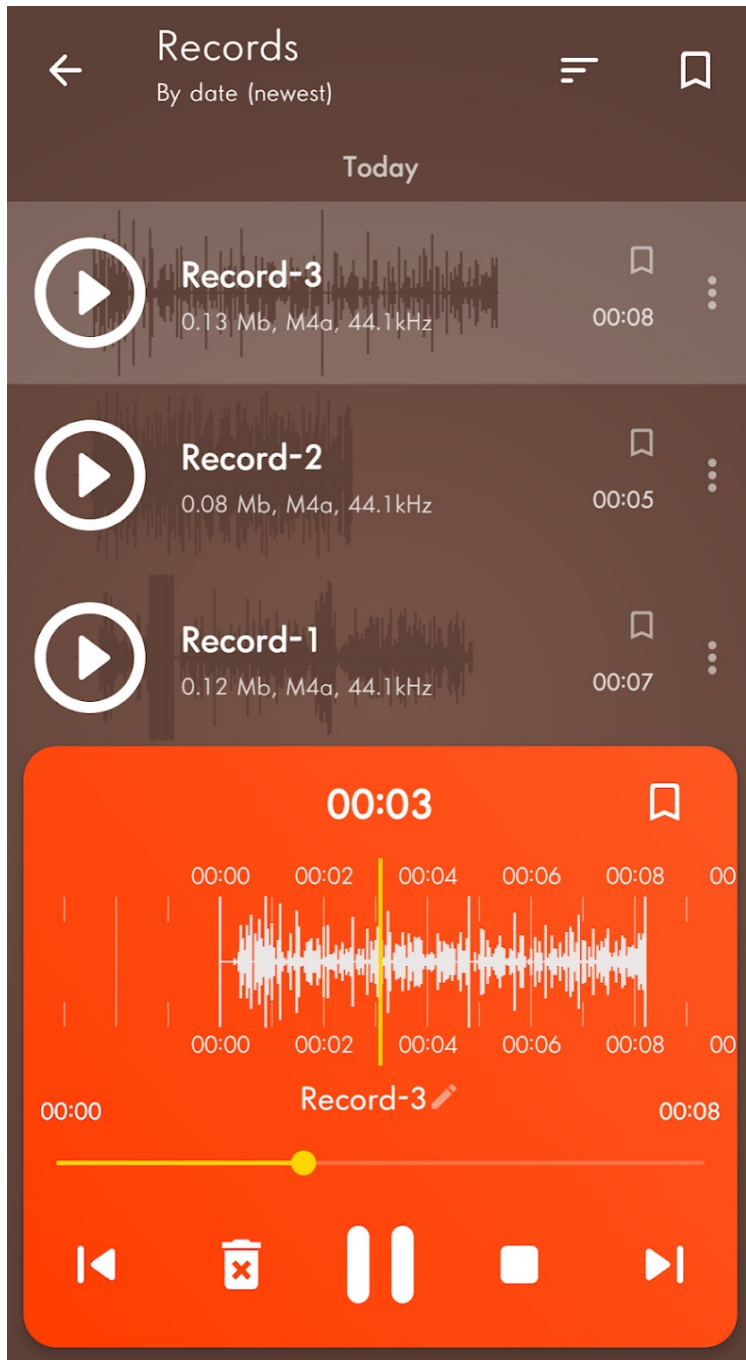 Records
By date (newest)
Today
Record-3
0.13 Mb, M4a, 44.1kHz
00:08
Record-2
0.08 Mb, M4a, 44.1kHz
00:05
Record-1
0.12 Mb, M4a, 44.1kHz
00:07
00:03
00:00 00:02 00:04 00:06 00:08 00
00:00 00:02 00:04 00:06 00:08 00
Record-3
00:00 00:08